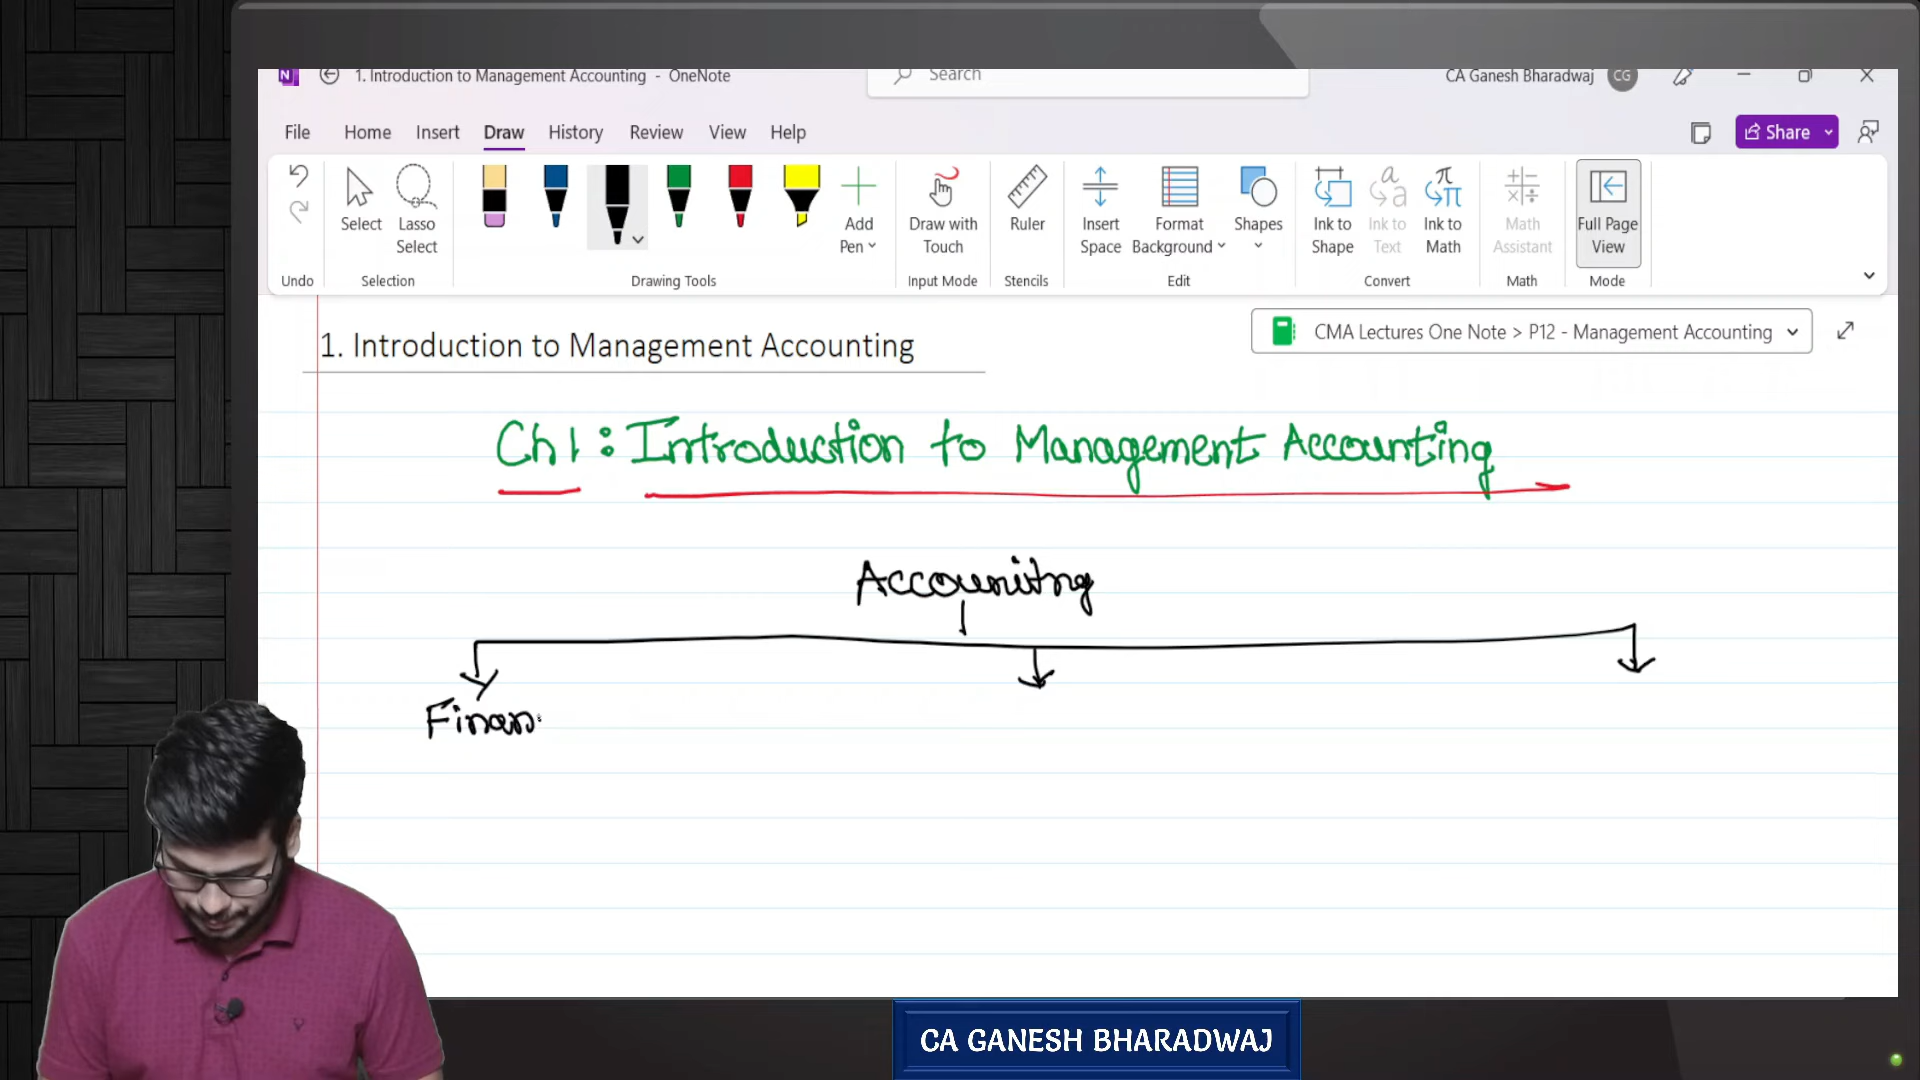 1. Introduction to Management Accounting - OneNote
Search
CA Ganesh Bharadwaj CG
File Home Insert Draw History Review View Help
Share
Undo
Select
Lasso Select
Selection
Drawing Tools
Add Pen
Draw with Touch
Input Mode
Ruler
Stencils
Insert Space
Format Background
Shapes
Edit
Ink to Shape
Ink to Text
Ink to Math
Convert
Math Assistant
Math
Full Page View
Mode
1. Introduction to Management Accounting
CMA Lectures One Note > P12 - Management Accounting
Ch 1 : Introduction to Management Accounting
Accounitng
Finan
CA GANESH BHARADWAJ